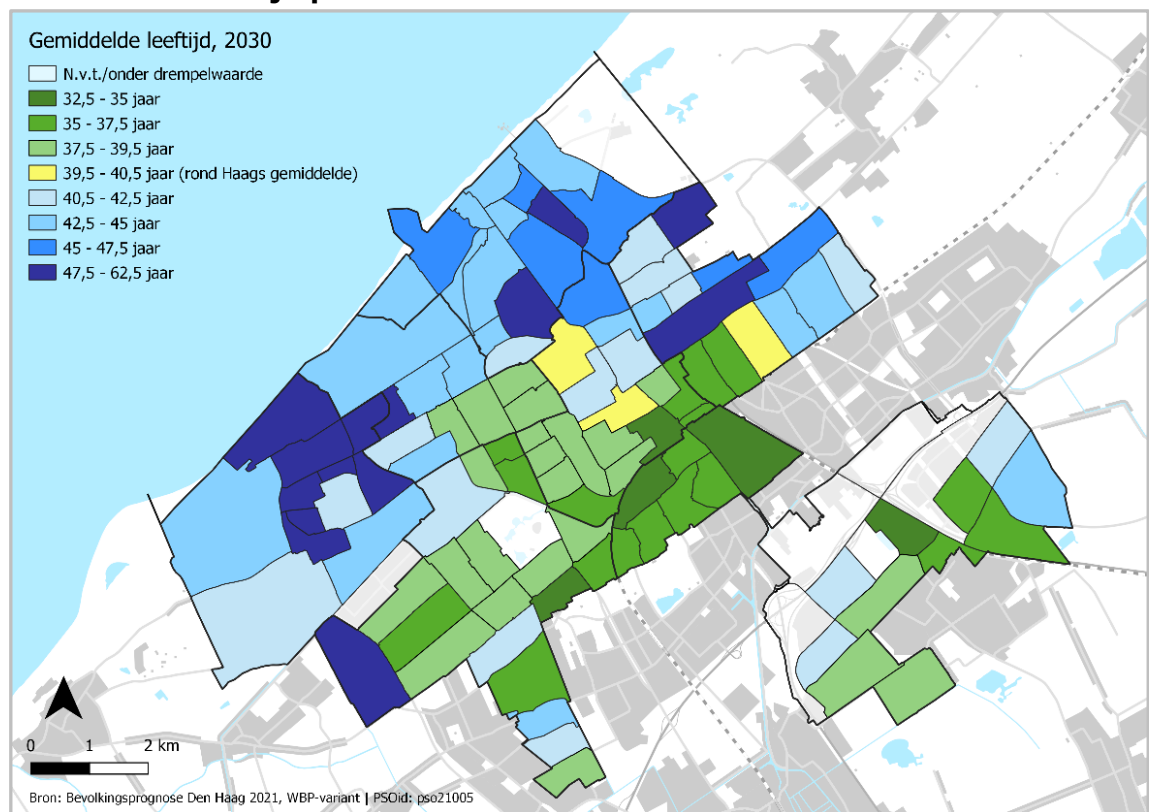 Gemiddelde leeftijd, 2030
N.v.t./onder drempelwaarde
32,5 - 35 jaar
35 - 37,5 jaar
37,5 - 39,5 jaar
39,5 - 40,5 jaar (rond Haags gemiddelde)
40,5 - 42,5 jaar
42,5 - 45 jaar
45 - 47,5 jaar
47,5 - 62,5 jaar
0 1 2 km
Bron: Bevolkingsprognose Den Haag 2021, WBP-variant | PSOid: pso21005